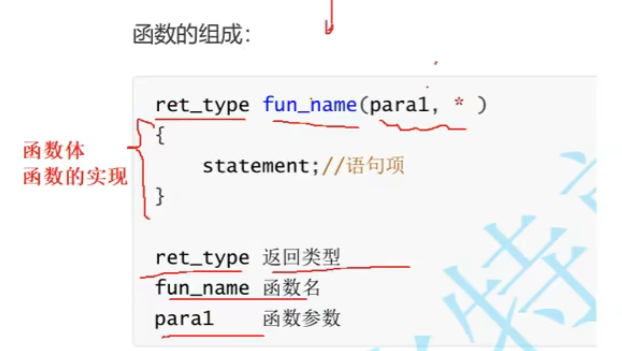 函数的组成：
ret_type fun_name(para1, * )
{
函数体
函数的实现
statement;//语句项
}
ret_type 返回类型
fun_name 函数名
para1 函数参数
特